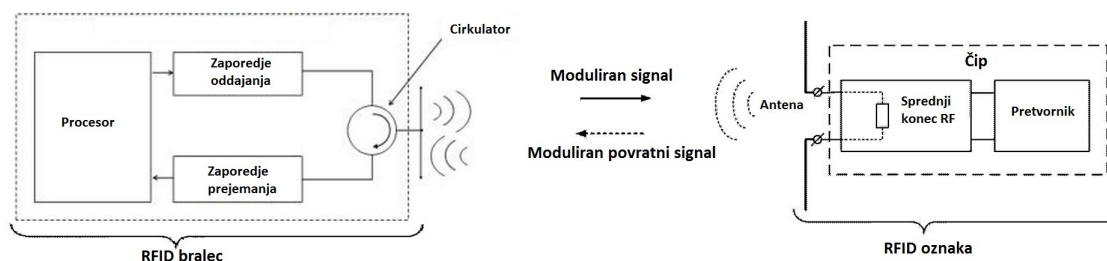 Cirkulator
Zaporedje
oddajanja
Procesor
Zaporedje
prejemanja
RFID bralec
Moduliran signal
Moduliran povratni signal
Antena
Čip
Sprednji
konec RF
Pretvornik
RFID oznaka